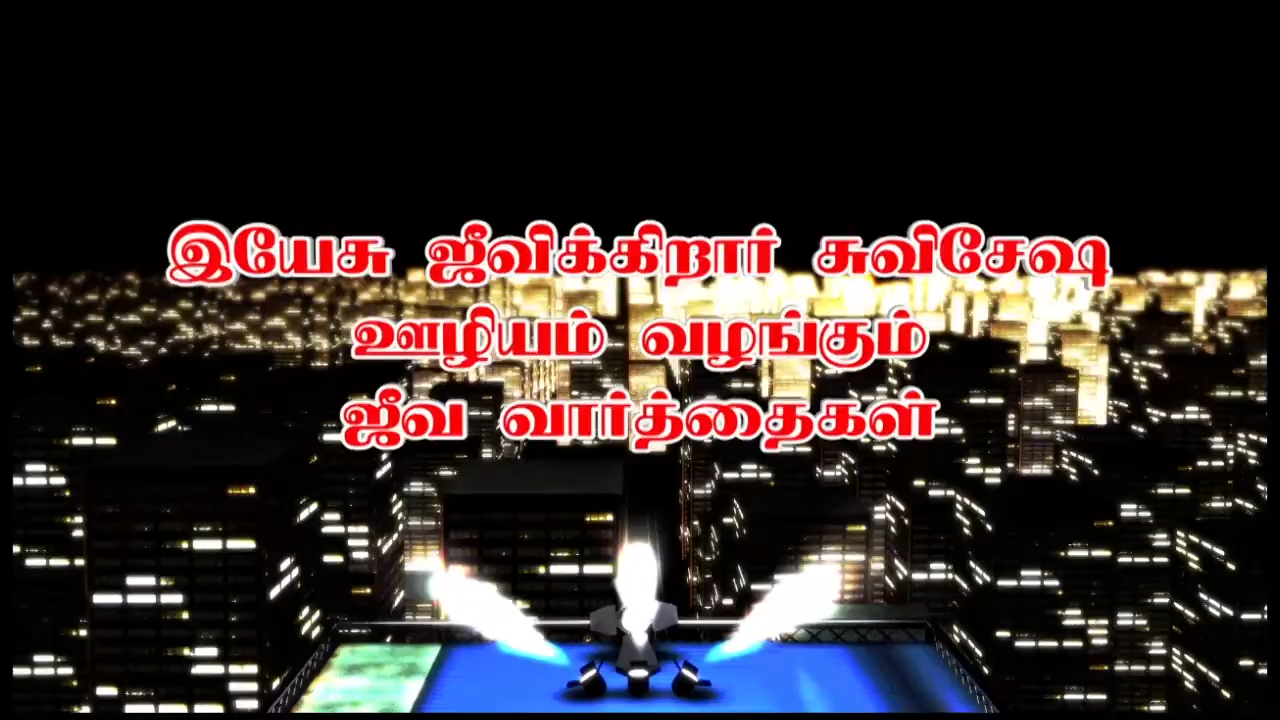 இயேசு ஜீவிக்கிறார் சுவிசேஷ
ஊழியம் வழங்கும்
ஜீவ வார்த்தைகள்